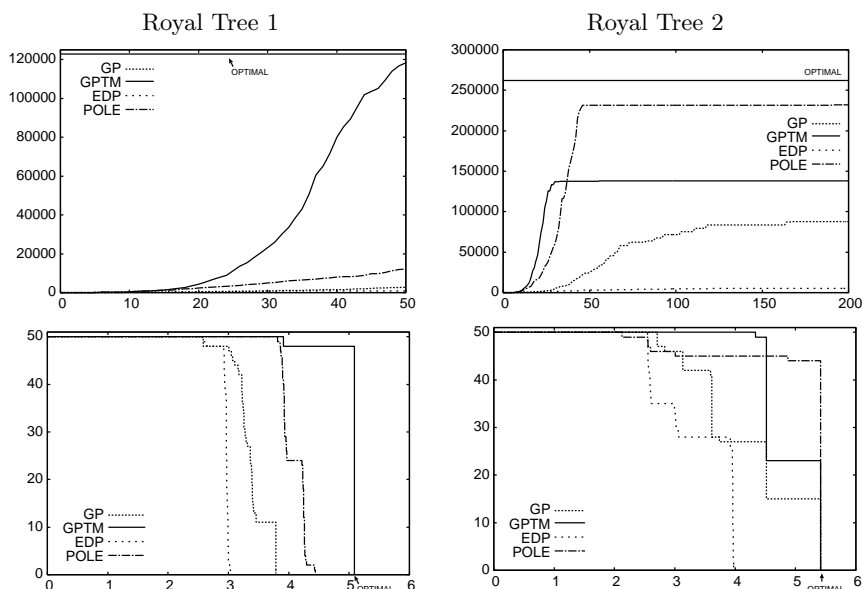 Royal Tree 1
120000
100000
80000
60000
40000
20000
0
GP
GPTM
EDP
POLE
OPTIMAL
0 10 20 30 40 50
Royal Tree 2
300000
250000
200000
150000
100000
50000
0
OPTIMAL
GP
GPTM
EDP
POLE
0 50 100 150 200
50
40
30
20
10
0
GP
GPTM
EDP
POLE
0 1 2 3 4 5 6
OPTIMAL
50
40
30
20
10
0
GP
GPTM
EDP
POLE
0 1 2 3 4 5 6
OPTIMAL